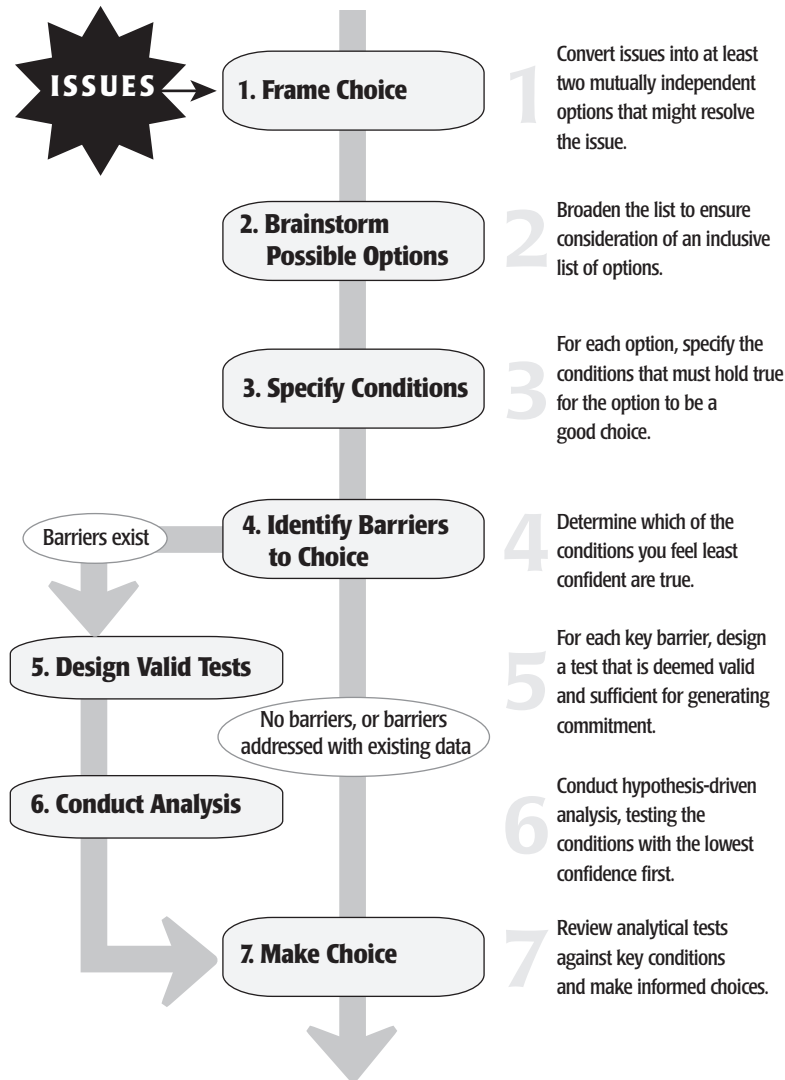 ISSUES
1. Frame Choice
1
Convert issues into at least
two mutually independent
options that might resolve
the issue.
2. Brainstorm
Possible Options
2
Broaden the list to ensure
consideration of an inclusive
list of options.
3. Specify Conditions
3
For each option, specify the
conditions that must hold true
for the option to be a
good choice.
Barriers exist
4. Identify Barriers
to Choice
4
Determine which of the
conditions you feel least
confident are true.
5. Design Valid Tests
5
For each key barrier, design
a test that is deemed valid
and sufficient for generating
commitment.
No barriers, or barriers
addressed with existing data
6. Conduct Analysis
6
Conduct hypothesis-driven
analysis, testing the
conditions with the lowest
confidence first.
7. Make Choice
7
Review analytical tests
against key conditions
and make informed choices.